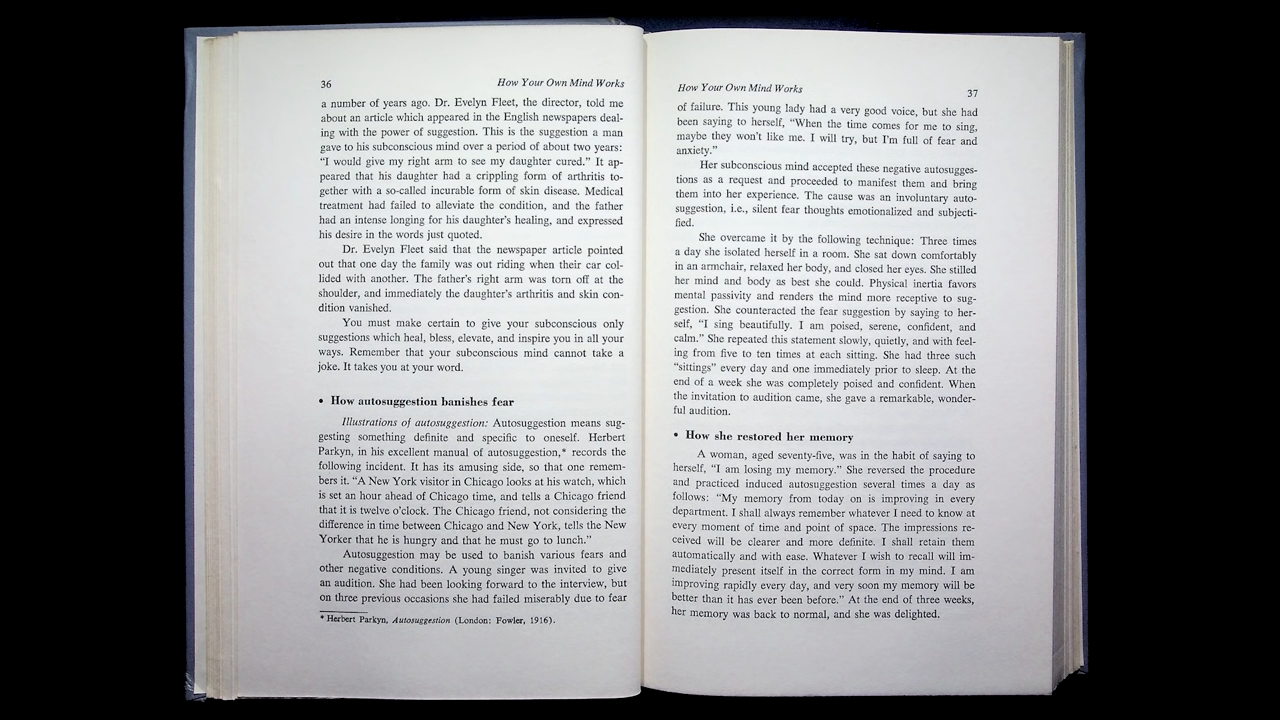 36
How Your Own Mind Works
a number of years ago. Dr. Evelyn Fleet, the director, told me
about an article which appeared in the English newspapers deal-
ing with the power of suggestion. This is the suggestion a man
gave to his subconscious mind over a period of about two years:
“I would give my right arm to see my daughter cured.” It ap-
peared that his daughter had a crippling form of arthritis to-
gether with a so-called incurable form of skin disease. Medical
treatment had failed to alleviate the condition, and the father
had an intense longing for his daughter’s healing, and expressed
his desire in the words just quoted.
Dr. Evelyn Fleet said that the newspaper article pointed
out that one day the family was out riding when their car col-
lided with another. The father’s right arm was torn off at the
shoulder, and immediately the daughter’s arthritis and skin con-
dition vanished.
You must make certain to give your subconscious only
suggestions which heal, bless, elevate, and inspire you in all your
ways. Remember that your subconscious mind cannot take a
joke. It takes you at your word.
• How autosuggestion banishes fear
Illustrations of autosuggestion: Autosuggestion means sug-
gesting something definite and specific to oneself. Herbert
Parkyn, in his excellent manual of autosuggestion,* records the
following incident. It has its amusing side, so that one remem-
bers it. “A New York visitor in Chicago looks at his watch, which
is set an hour ahead of Chicago time, and tells a Chicago friend
that it is twelve o’clock. The Chicago friend, not considering the
difference in time between Chicago and New York, tells the New
Yorker that he is hungry and that he must go to lunch.”
Autosuggestion may be used to banish various fears and
other negative conditions. A young singer was invited to give
an audition. She had been looking forward to the interview, but
on three previous occasions she had failed miserably due to fear
* Herbert Parkyn, Autosuggestion (London: Fowler, 1916).
How Your Own Mind Works
37
of failure. This young lady had a very good voice, but she had
been saying to herself, “When the time comes for me to sing,
maybe they won’t like me. I will try, but I’m full of fear and
anxiety.”
Her subconscious mind accepted these negative autosugges-
tions as a request and proceeded to manifest them and bring
them into her experience. The cause was an involuntary auto-
suggestion, i.e., silent fear thoughts emotionalized and subjecti-
fied.
She overcame it by the following technique: Three times
a day she isolated herself in a room. She sat down comfortably
in an armchair, relaxed her body, and closed her eyes. She stilled
her mind and body as best she could. Physical inertia favors
mental passivity and renders the mind more receptive to sug-
gestion. She counteracted the fear suggestion by saying to her-
self, “I sing beautifully. I am poised, serene, confident, and
calm.” She repeated this statement slowly, quietly, and with feel-
ing from five to ten times at each sitting. She had three such
“sittings” every day and one immediately prior to sleep. At the
end of a week she was completely poised and confident. When
the invitation to audition came, she gave a remarkable, wonder-
ful audition.
• How she restored her memory
A woman, aged seventy-five, was in the habit of saying to
herself, “I am losing my memory.” She reversed the procedure
and practiced induced autosuggestion several times a day as
follows: “My memory from today on is improving in every
department. I shall always remember whatever I need to know at
every moment of time and point of space. The impressions re-
ceived will be clearer and more definite. I shall retain them
automatically and with ease. Whatever I wish to recall will im-
mediately present itself in the correct form in my mind. I am
improving rapidly every day, and very soon my memory will be
better than it has ever been before.” At the end of three weeks,
her memory was back to normal, and she was delighted.